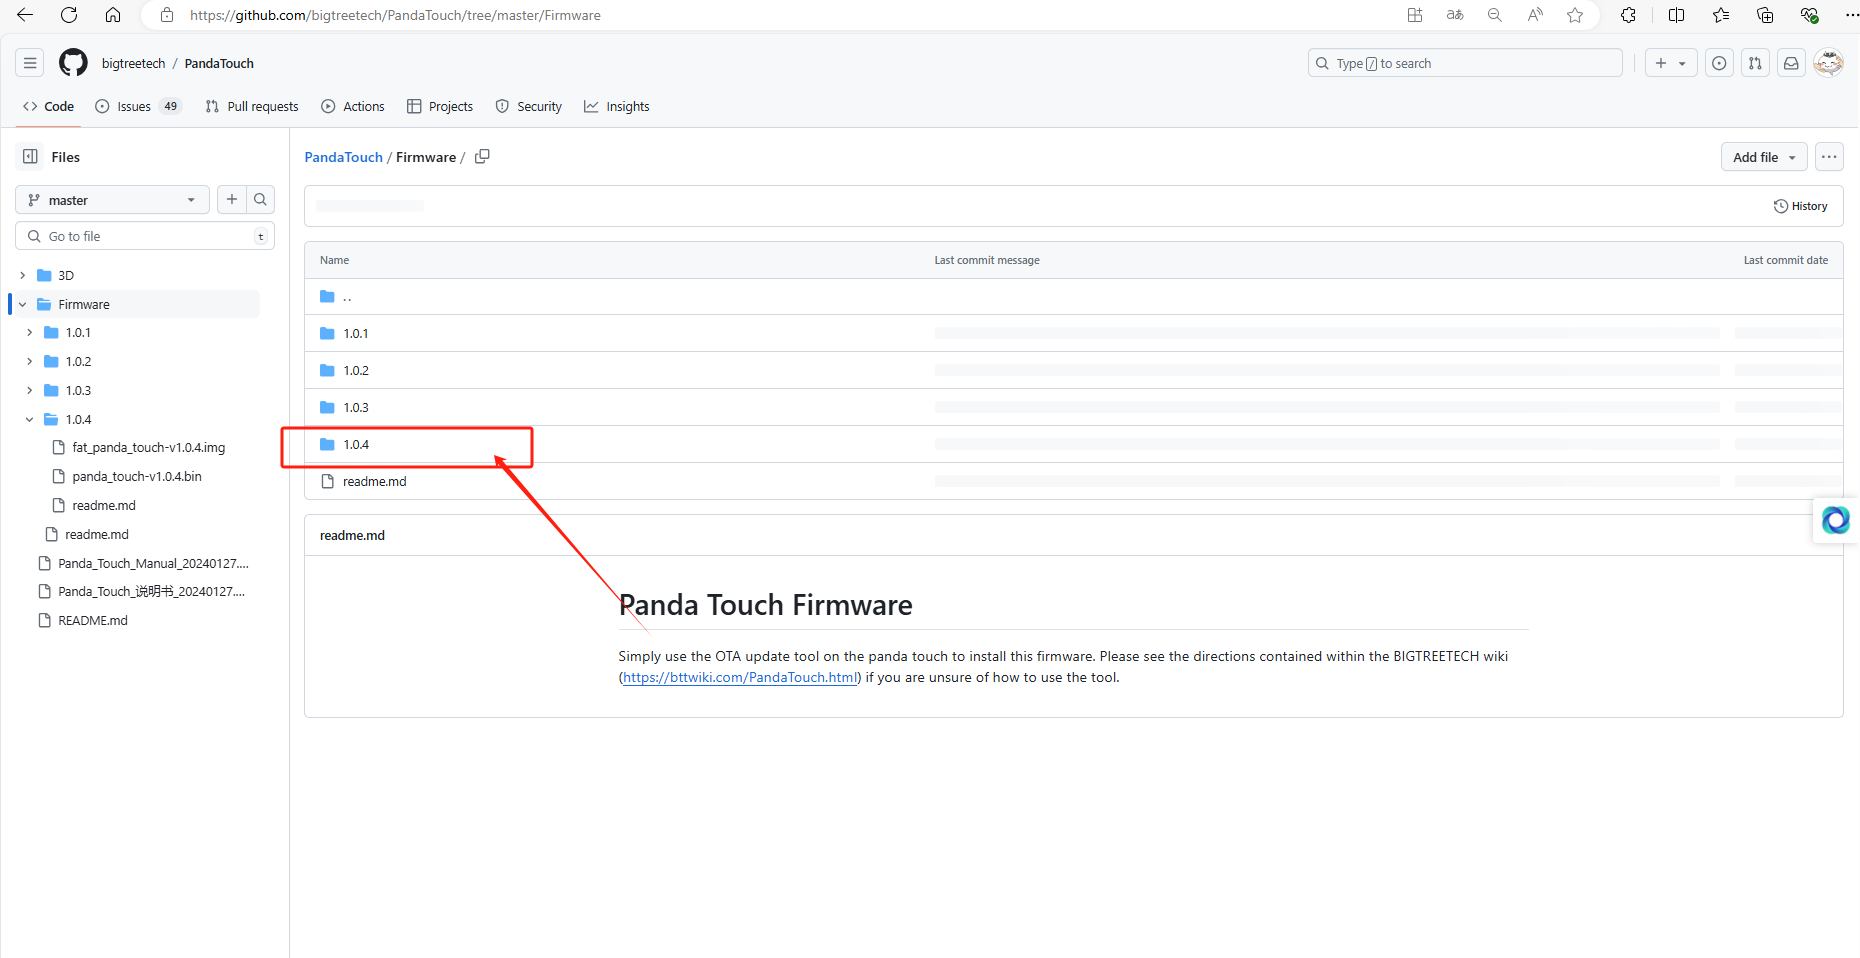 https://github.com/bigtreetech/PandaTouch/tree/master/Firmware
bigtreetech / PandaTouch
Type / to search
Code
Issues 49
Pull requests
Actions
Projects
Security
Insights
Files
master
Go to file
t
3D
Firmware
1.0.1
1.0.2
1.0.3
1.0.4
fat_panda_touch-v1.0.4.img
panda_touch-v1.0.4.bin
readme.md
readme.md
Panda_Touch_Manual_20240127....
Panda_Touch_说明书_20240127....
README.md
PandaTouch / Firmware /
Add file
History
Name Last commit message Last commit date
..
1.0.1
1.0.2
1.0.3
1.0.4
readme.md
readme.md
Panda Touch Firmware
Simply use the OTA update tool on the panda touch to install this firmware. Please see the directions contained within the BIGTREETECH wiki
(https://bttwiki.com/PandaTouch.html) if you are unsure of how to use the tool.